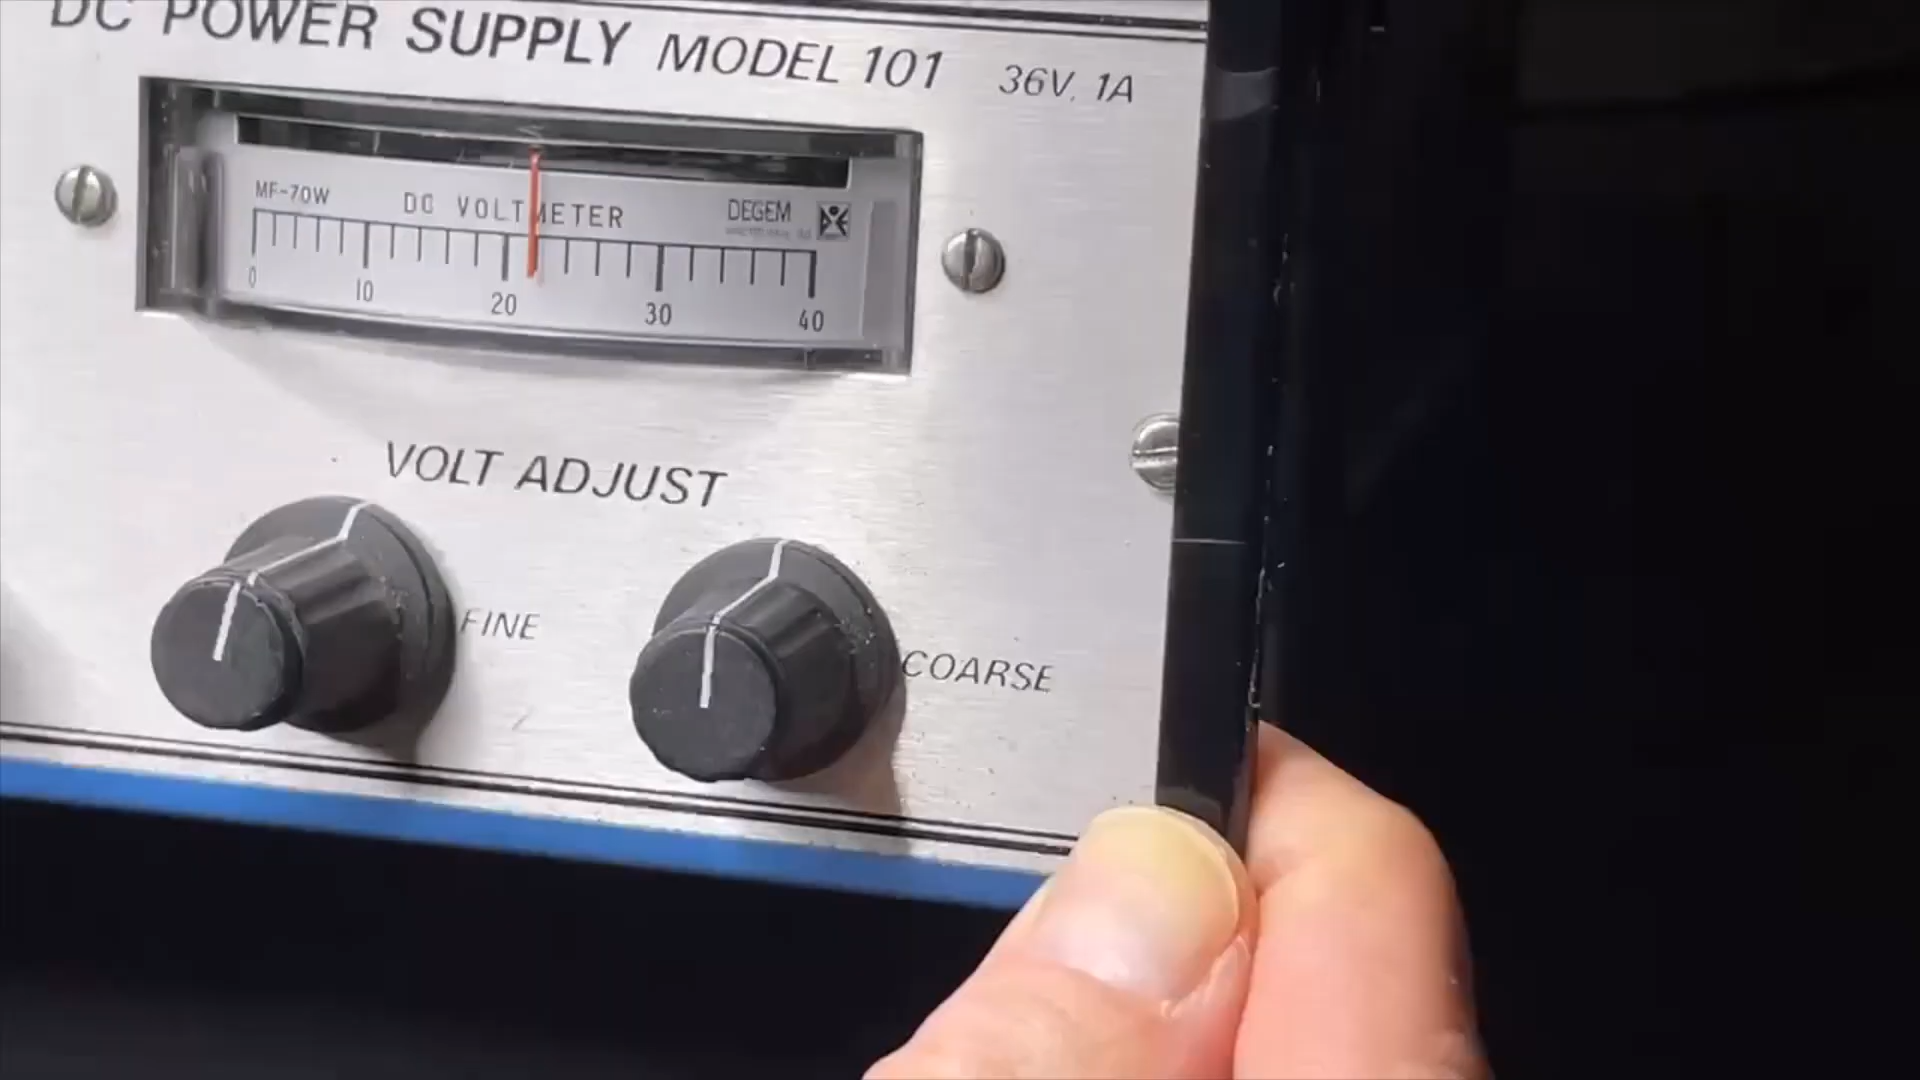 DC POWER SUPPLY MODEL 101 36V, 1A
MF-70W DC VOLTMETER DEGEM
0 10 20 30 40
VOLT ADJUST
FINE COARSE